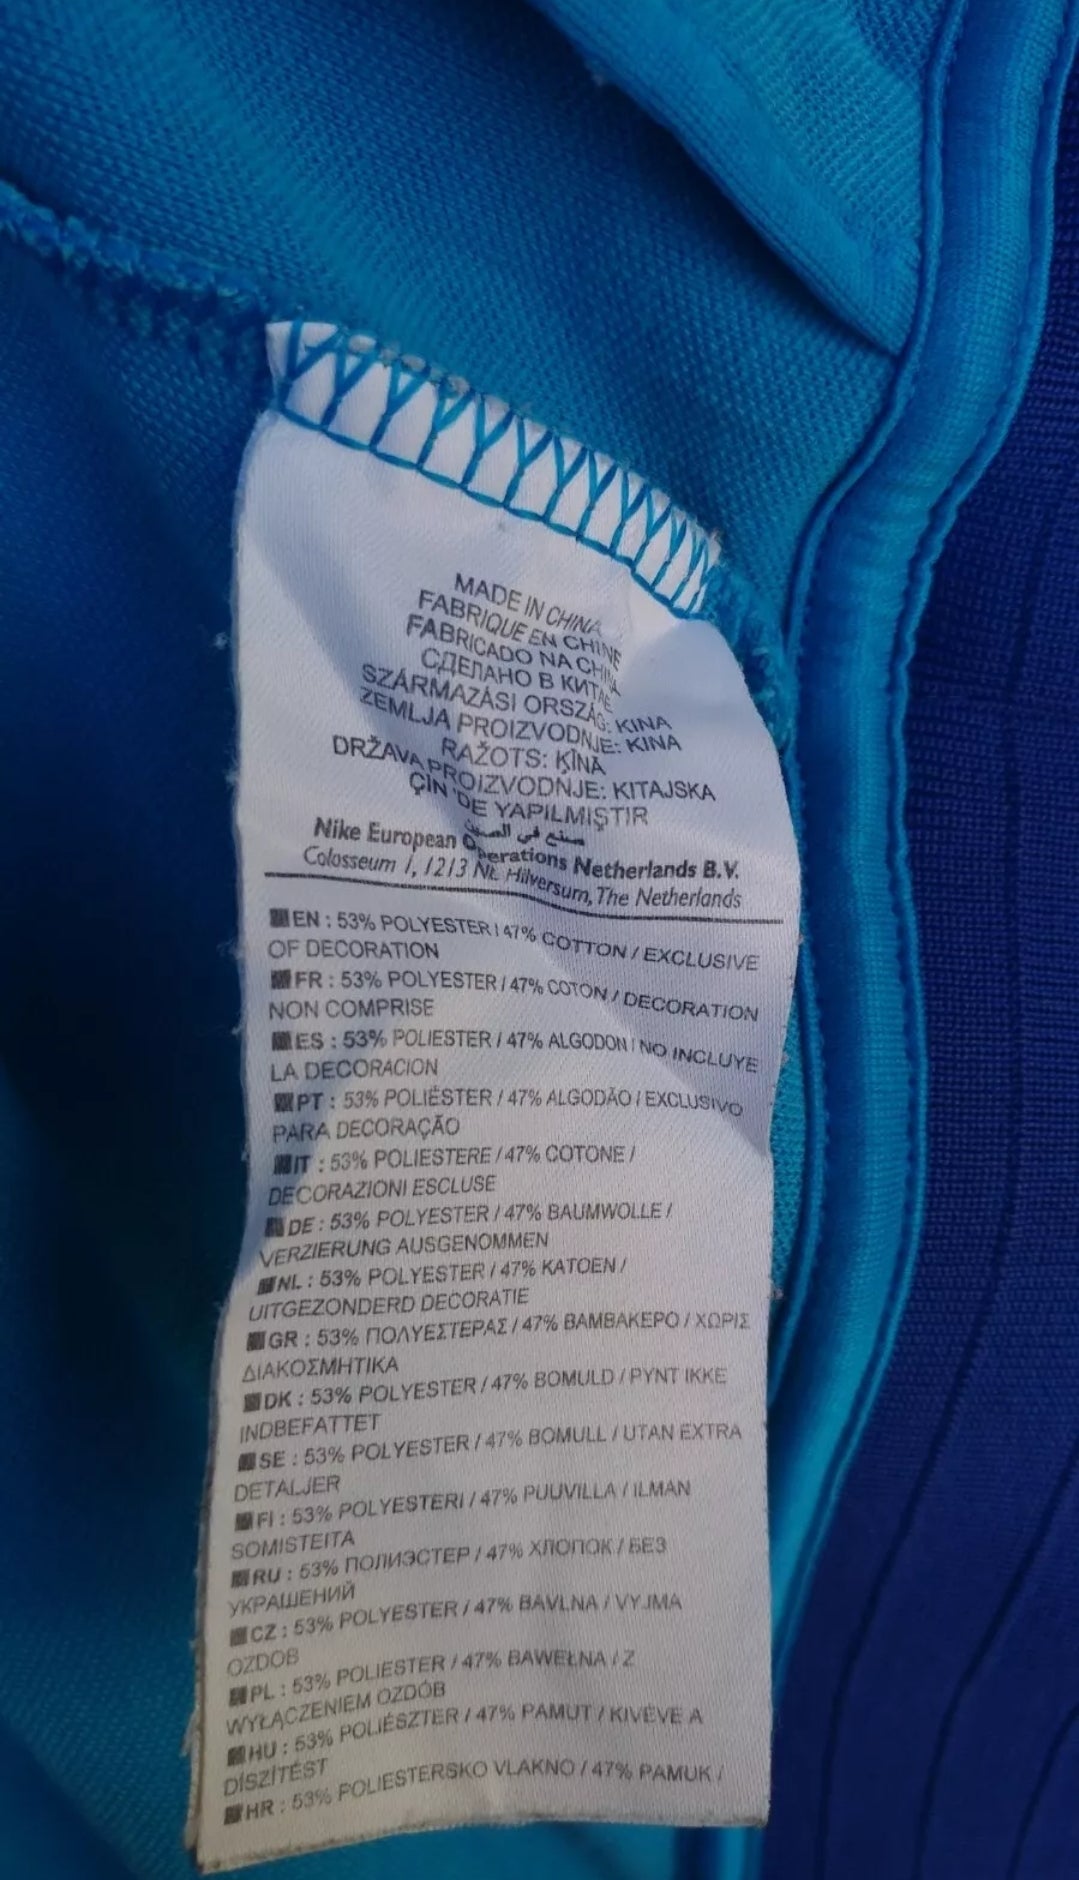 MADE IN CHINA
FABRIQUE EN CHINE
FABRICADO NA CHINA
СДЕЛАНО В КИТАЕ
SZÁRMAZÁSI ORSZÁG: KINA
ZEMLJA PROIZVODNJE: KINA
RAŽOTS: ĶĪNĀ
DRŽAVA PROIZVODNJE: KITAJSKA
ÇIN 'DE YAPILMIŞTIR
صنع في الصين
Nike European Operations Netherlands B.V.
Colosseum 1, 1213 NL Hilversum, The Netherlands
EN : 53% POLYESTER / 47% COTTON / EXCLUSIVE
OF DECORATION
FR : 53% POLYESTER / 47% COTON / DECORATION
NON COMPRISE
ES : 53% POLIESTER / 47% ALGODON / NO INCLUYE
LA DECORACION
PT : 53% POLIÉSTER / 47% ALGODÃO / EXCLUSIVO
PARA DECORAÇÃO
IT : 53% POLIESTERE / 47% COTONE /
DECORAZIONI ESCLUSE
DE : 53% POLYESTER / 47% BAUMWOLLE /
VERZIERUNG AUSGENOMMEN
NL : 53% POLYESTER / 47% KATOEN /
UITGEZONDERD DECORATIE
GR : 53% ΠΟΛΥΕΣΤΕΡΑΣ / 47% ΒΑΜΒΑΚΕΡΟ / ΧΩΡΙΣ
ΔΙΑΚΟΣΜΗΤΙΚΑ
DK : 53% POLYESTER / 47% BOMULD / PYNT IKKE
INDBEFATTET
SE : 53% POLYESTER / 47% BOMULL / UTAN EXTRA
DETALJER
FI : 53% POLYESTERI / 47% PUUVILLA / ILMAN
SOMISTEITA
RU : 53% ПОЛИЭСТЕР / 47% ХЛОПОК / БЕЗ
УКРАШЕНИЙ
CZ : 53% POLYESTER / 47% BAVLNA / VYJMA
OZDOB
PL : 53% POLIESTER / 47% BAWEŁNA / Z
WYŁĄCZENIEM OZDÓB
HU : 53% POLIÉSZTER / 47% PAMUT / KIVÉVE A
DÍSZÍTÉST
HR : 53% POLIESTERSKO VLAKNO / 47% PAMUK /